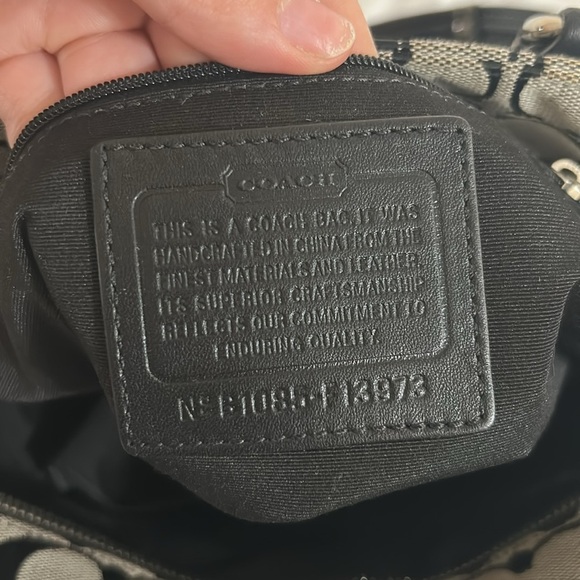 COACH
THIS IS A COACH BAG. IT WAS
HANDCRAFTED IN CHINA FROM THE
FINEST MATERIALS AND LEATHER.
ITS SUPERIOR CRAFTSMANSHIP
REFLECTS OUR COMMITMENT TO
ENDURING QUALITY.
Nº B1085-F13973